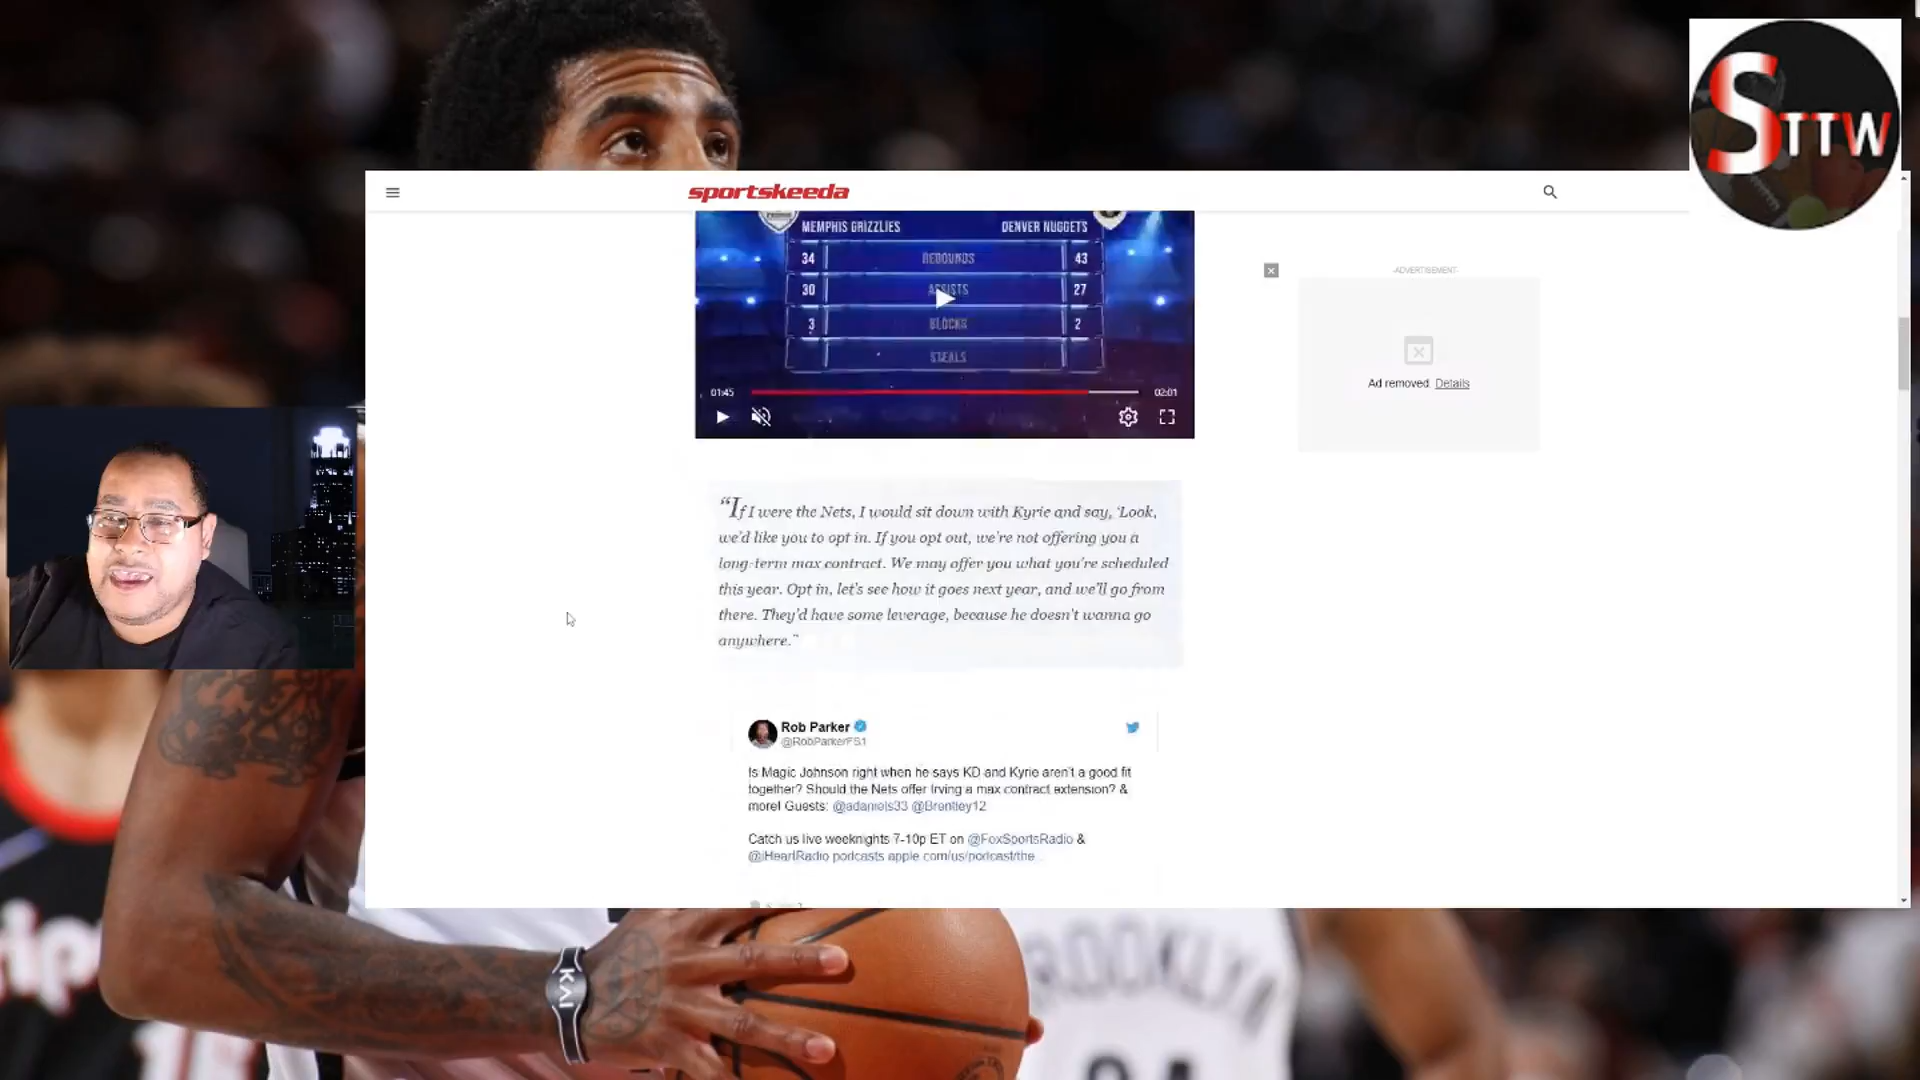 STTW
sportskeeda
MEMPHIS GRIZZLIES DENVER NUGGETS
34 REBOUNDS 43
30 ASSISTS 27
3 BLOCKS 2
STEALS
01:45 02:01
-ADVERTISEMENT-
Ad removed. Details
“If I were the Nets, I would sit down with Kyrie and say, ‘Look,
we'd like you to opt in. If you opt out, we're not offering you a
long-term max contract. We may offer you what you're scheduled
this year. Opt in, let's see how it goes next year, and we'll go from
there. They'd have some leverage, because he doesn't wanna go
anywhere.”
Rob Parker
@RobParkerFS1
Is Magic Johnson right when he says KD and Kyrie aren't a good fit
together? Should the Nets offer Irving a max contract extension? &
more! Guests: @adaniels33 @Brentley12
Catch us live weeknights 7-10p ET on @FoxSportsRadio &
@iHeartRadio podcasts.apple.com/us/podcast/the…
KAI
BROOKLYN